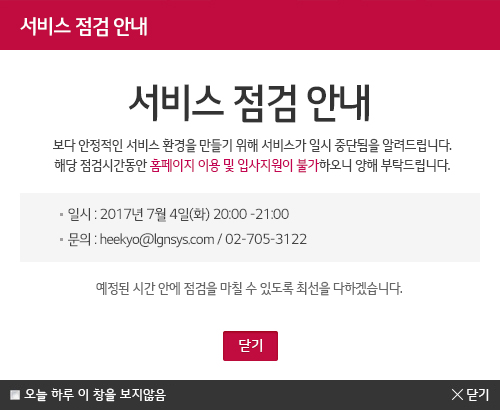 서비스 점검 안내
서비스 점검 안내
보다 안정적인 서비스 환경을 만들기 위해 서비스가 일시 중단됨을 알려드립니다.
해당 점검시간동안 홈페이지 이용 및 입사지원이 불가하오니 양해 부탁드립니다.
일시 : 2017년 7월 4일(화) 20:00 -21:00
문의 : heekyo@lgnsys.com / 02-705-3122
예정된 시간 안에 점검을 마칠 수 있도록 최선을 다하겠습니다.
닫기
오늘 하루 이 창을 보지않음
닫기